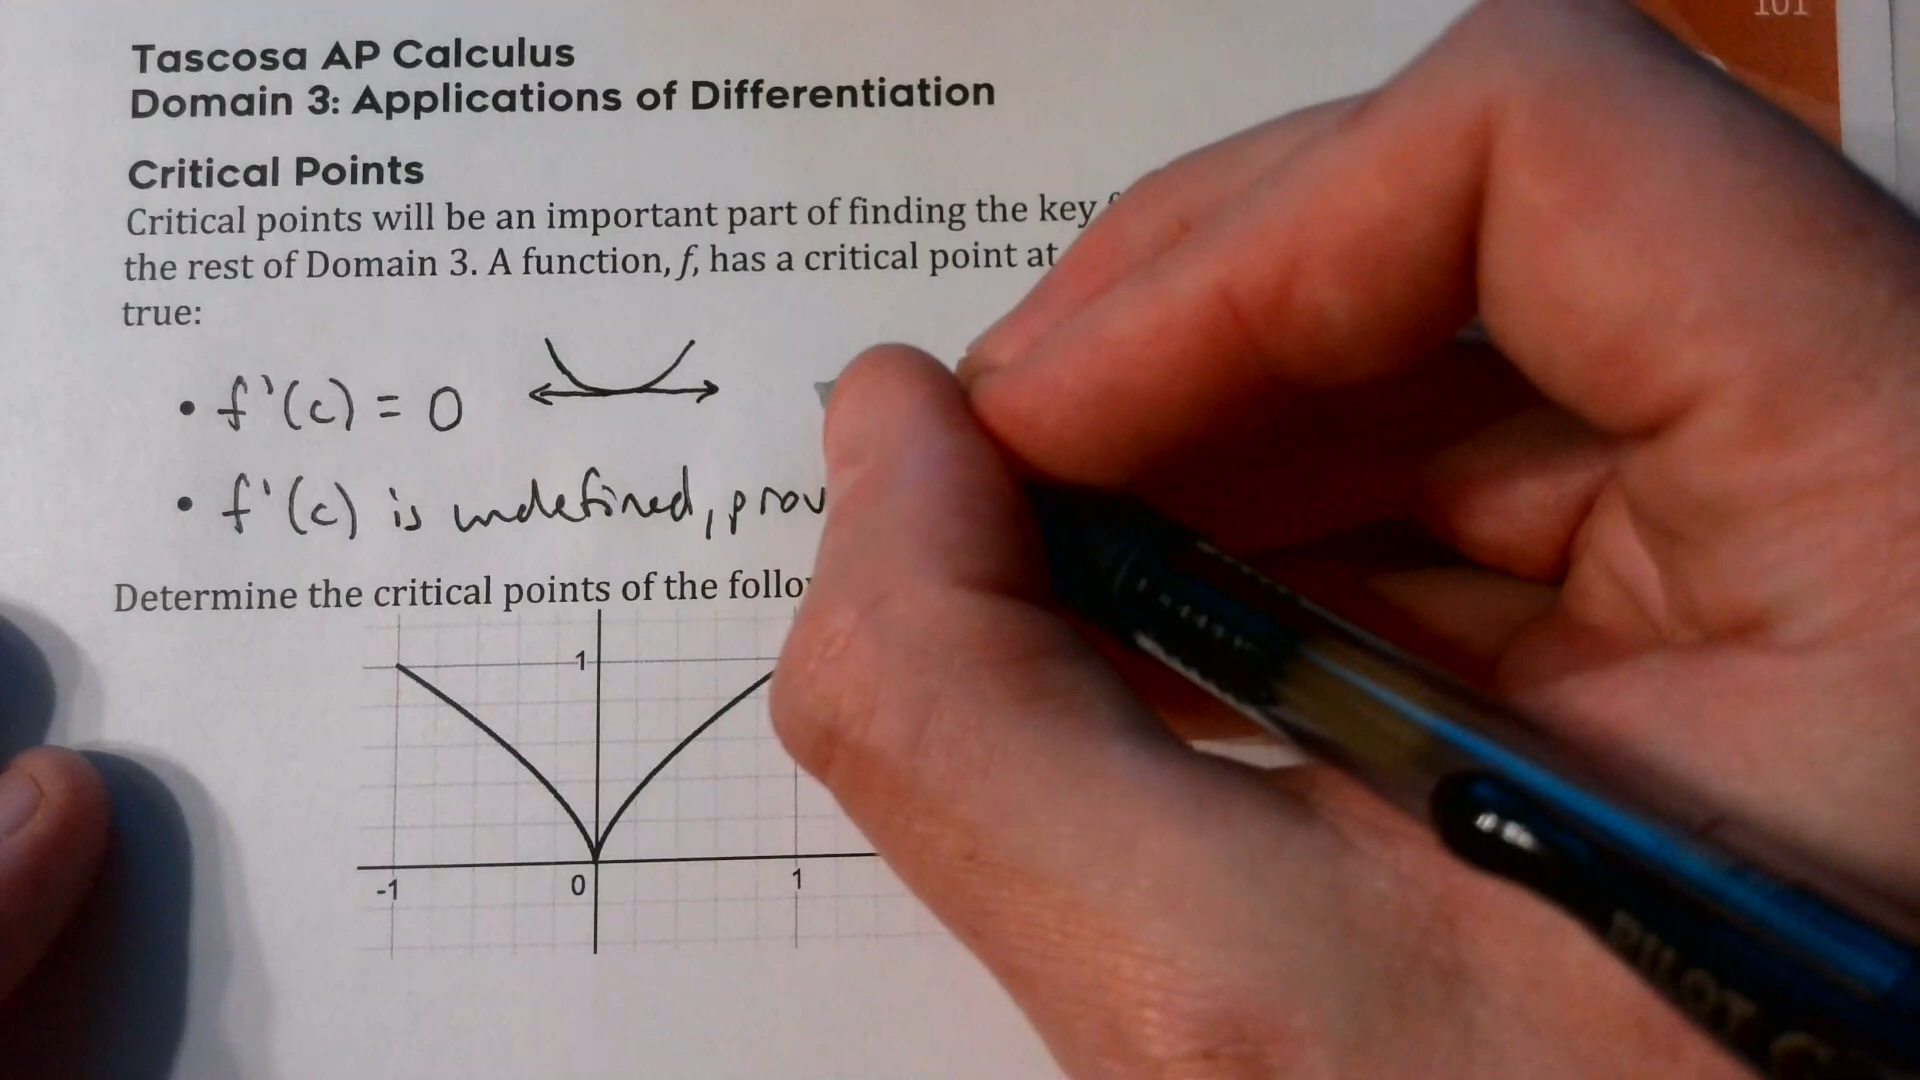 101
Tascosa AP Calculus
Domain 3: Applications of Differentiation
Critical Points
Critical points will be an important part of finding the key
the rest of Domain 3. A function, f, has a critical point at
true:
• f'(c) = 0
• f'(c) is undefined, prov
Determine the critical points of the follo
1
-1 0 1
PILOT G